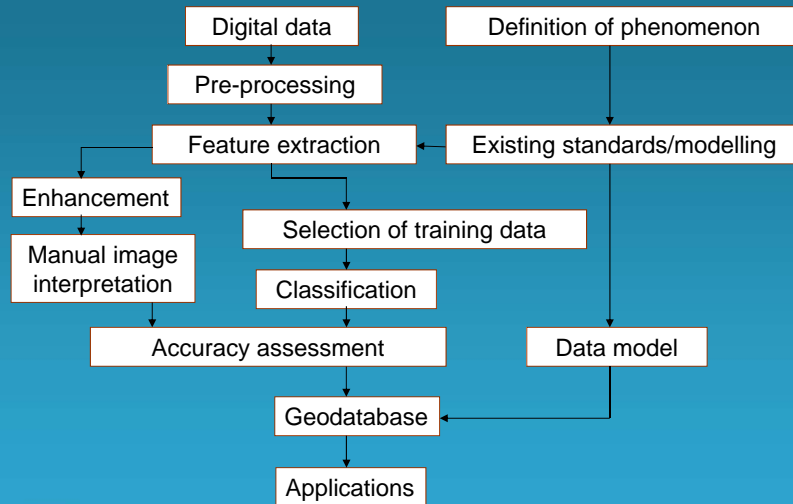 Digital data
Definition of phenomenon
Pre-processing
Feature extraction
Existing standards/modelling
Enhancement
Selection of training data
Manual image
interpretation
Classification
Accuracy assessment
Data model
Geodatabase
Applications